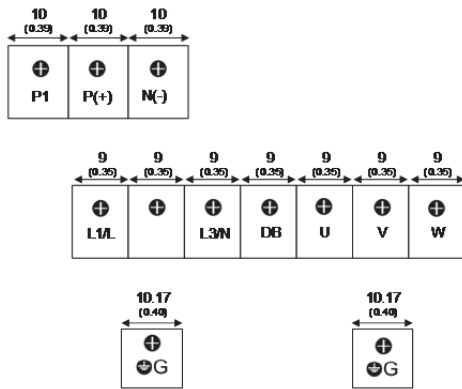 10 10 10
(0.39) (0.39) (0.39)
P1 P(+) N(-)
9 9 9 9 9 9 9
(0.35) (0.35) (0.35) (0.35) (0.35) (0.35) (0.35)
L1/L L3/N DB U V W
10.17 10.17
(0.40) (0.40)
G G